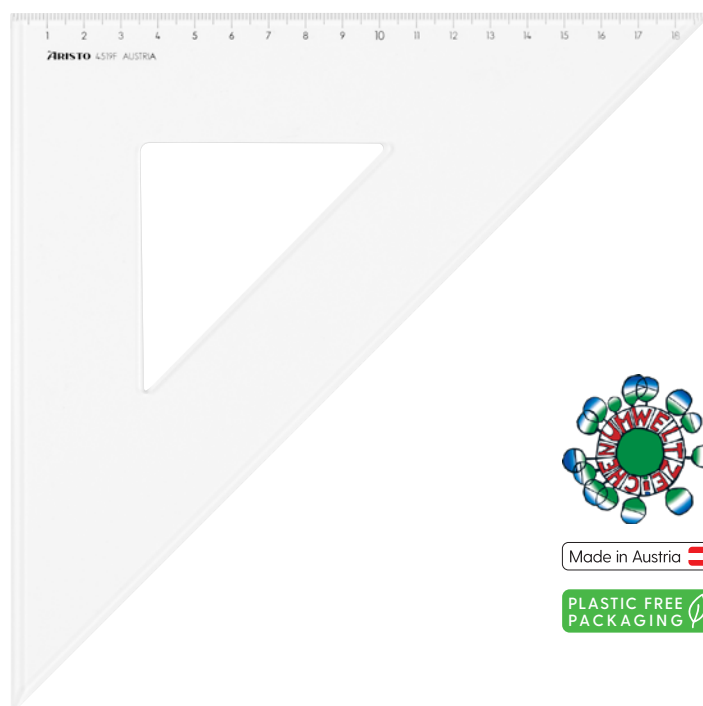 1 2 3 4 5 6 7 8 9 10 11 12 13 14 15 16 17 18
ARISTO 4519F AUSTRIA
UMWELTZEICHEN
Made in Austria
PLASTIC FREE
PACKAGING